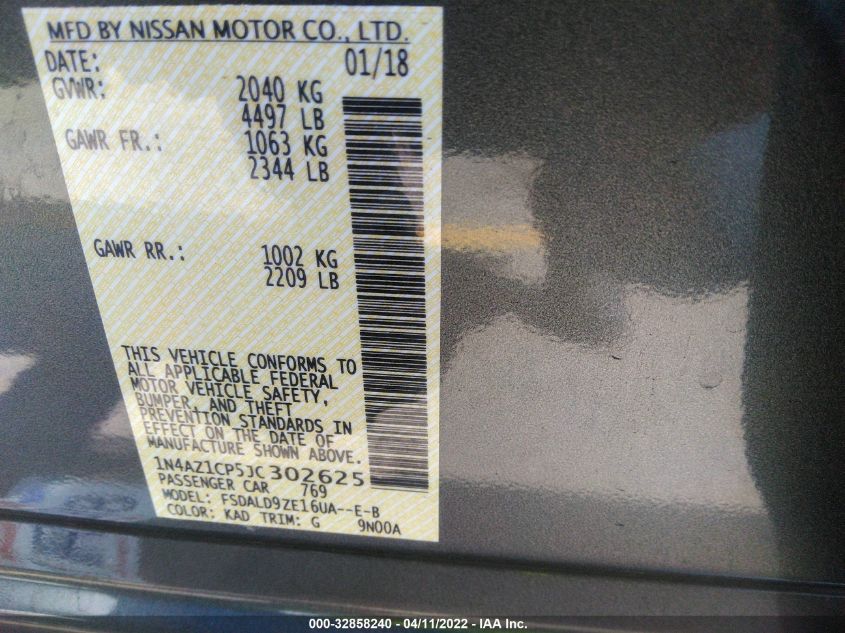 MFD BY NISSAN MOTOR CO., LTD.
DATE: 01/18
GVWR: 2040 KG
4497 LB
GAWR FR.: 1063 KG
2344 LB
GAWR RR.: 1002 KG
2209 LB
THIS VEHICLE CONFORMS TO
ALL APPLICABLE FEDERAL
MOTOR VEHICLE SAFETY,
BUMPER, AND THEFT
PREVENTION STANDARDS IN
EFFECT ON THE DATE OF
MANUFACTURE SHOWN ABOVE.
1N4AZ1CP5JC302625
PASSENGER CAR 769
MODEL: FSDALD9ZE16UA--E-B
COLOR: KAD TRIM: G 9N00A
000-32858240 - 04/11/2022 - IAA Inc.